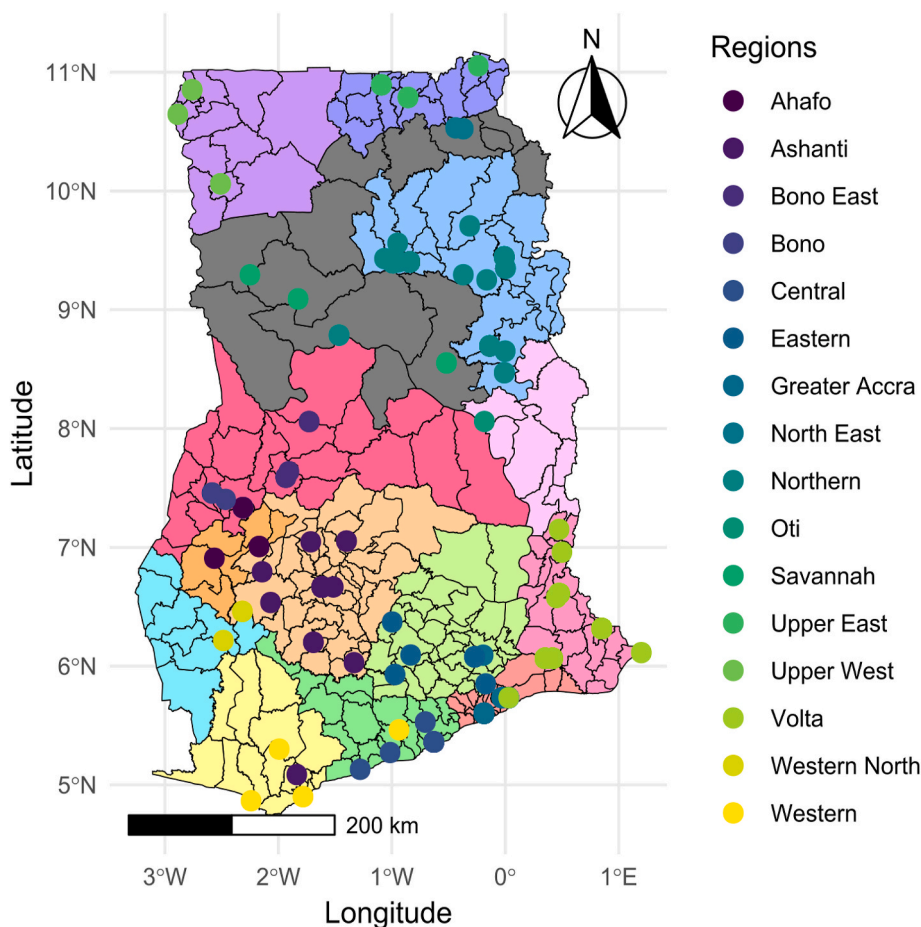 N
11°N
10°N
9°N
8°N
7°N
6°N
5°N
Latitude
200 km
3°W
2°W
1°W
0°
1°E
Longitude
Regions
Ahafo
Ashanti
Bono East
Bono
Central
Eastern
Greater Accra
North East
Northern
Oti
Savannah
Upper East
Upper West
Volta
Western North
Western